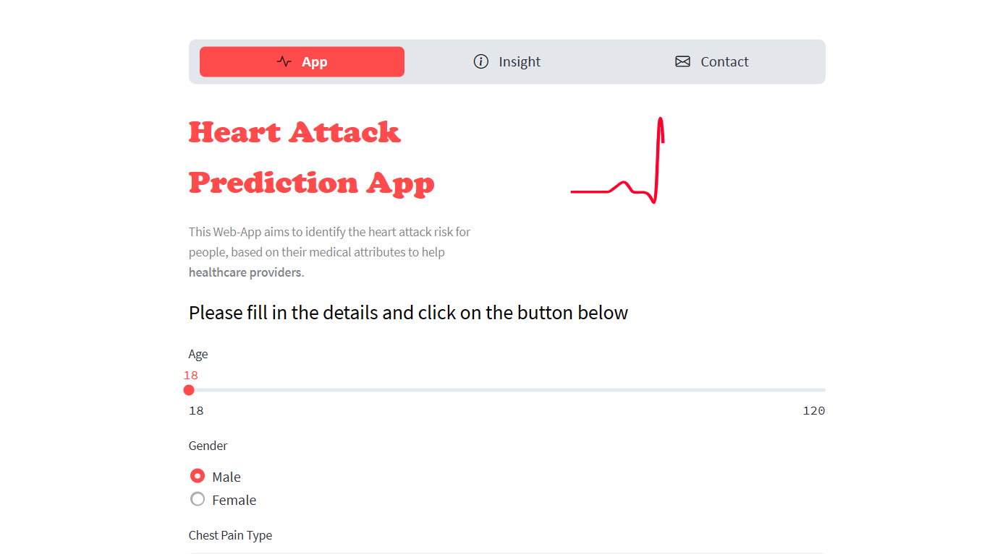 App
Insight
Contact
Heart Attack
Prediction App
This Web-App aims to identify the heart attack risk for
people, based on their medical attributes to help
healthcare providers.
Please fill in the details and click on the button below
Age
18
18
120
Gender
Male
Female
Chest Pain Type